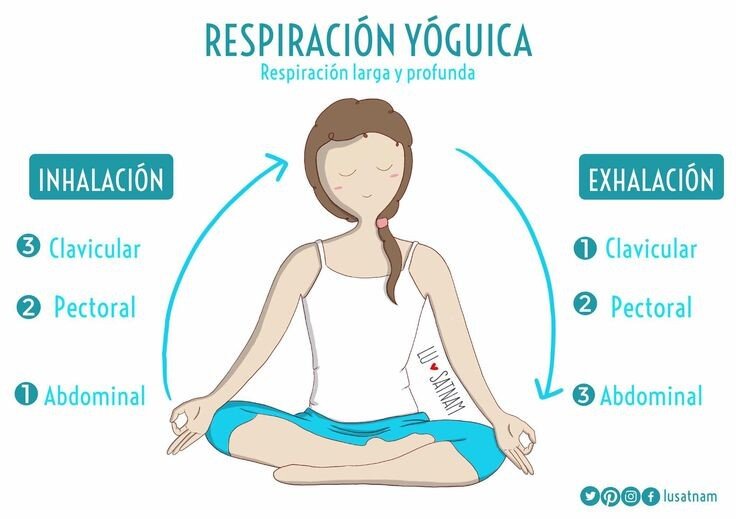 RESPIRACIÓN YÓGUICA
Respiración larga y profunda
INHALACIÓN
3 Clavicular
2 Pectoral
1 Abdominal
EXHALACIÓN
1 Clavicular
2 Pectoral
3 Abdominal
LU ♥ SATNAM
lusatnam